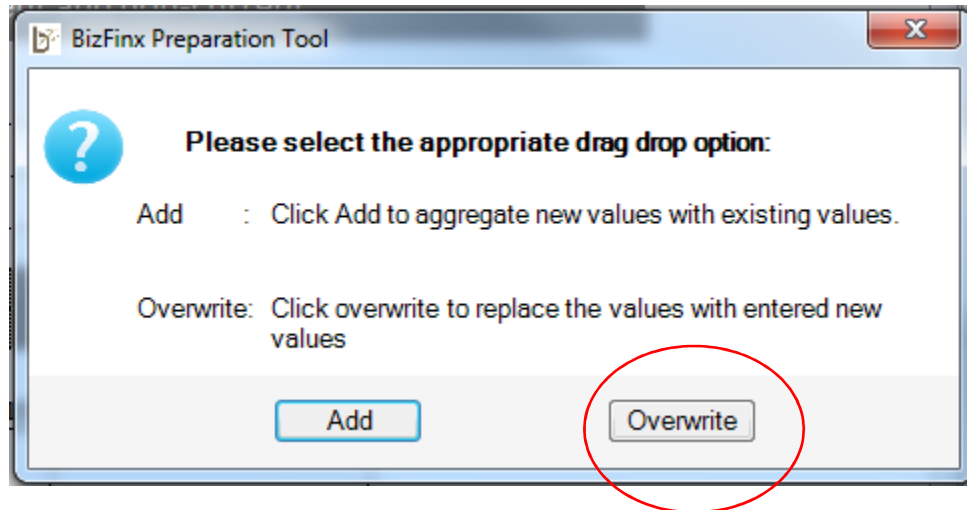 BizFinx Preparation Tool
Please select the appropriate drag drop option:
Add : Click Add to aggregate new values with existing values.
Overwrite: Click overwrite to replace the values with entered new
values
Add Overwrite